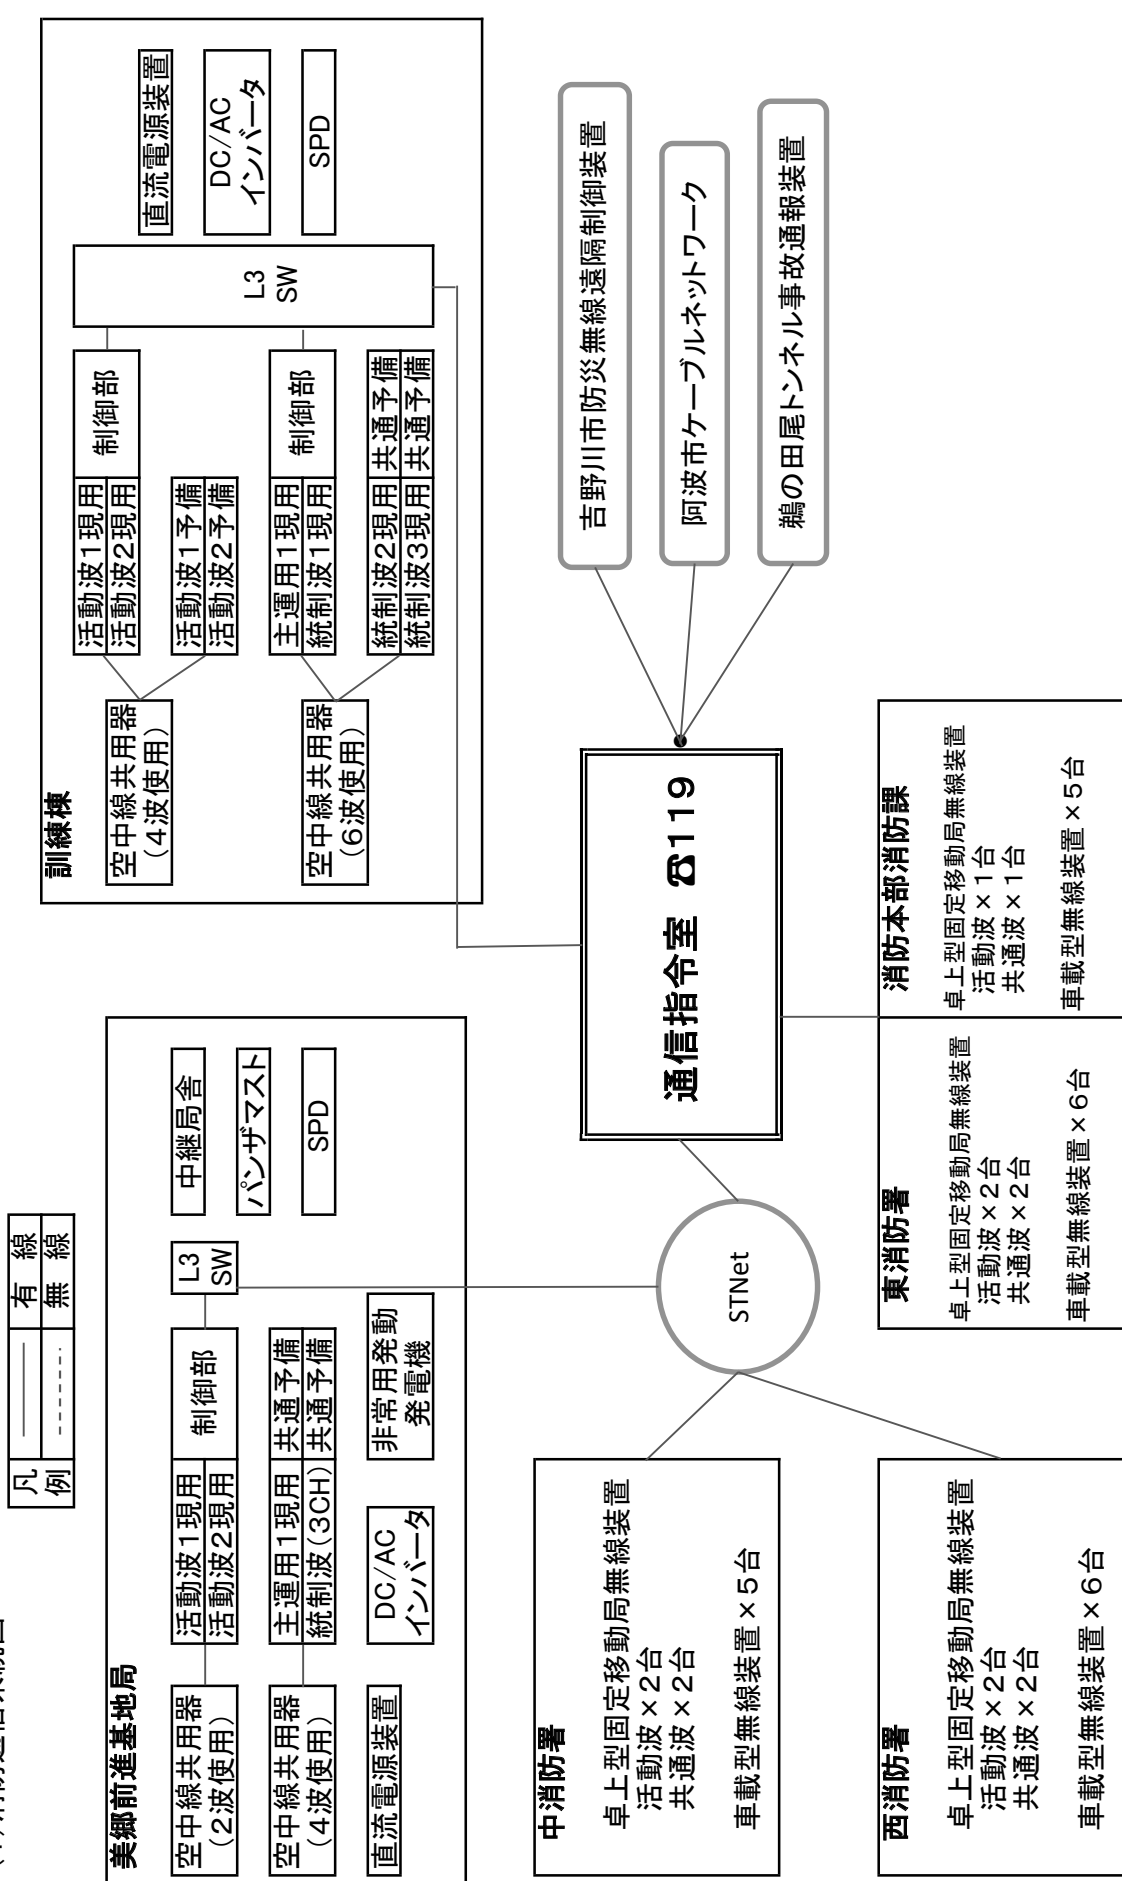 凡例
有線
無線
美郷前進基地局
空中線共用器
(2波使用)
活動波1現用
活動波2現用
制御部
L3
SW
中継局舎
空中線共用器
(4波使用)
主運用1現用
統制波(3CH)
共通予備
共通予備
パンザマスト
直流電源装置
DC/AC
インバータ
非常用発動
発電機
SPD
訓練棟
空中線共用器
(4波使用)
活動波1現用
活動波2現用
制御部
活動波1予備
活動波2予備
空中線共用器
(6波使用)
主運用1現用
統制波1現用
制御部
統制波2現用
統制波3現用
共通予備
共通予備
L3
SW
直流電源装置
DC/AC
インバータ
SPD
中消防署
卓上型固定移動局無線装置
活動波×2台
共通波×2台
車載型無線装置×5台
STNet
通信指令室 ☎119
吉野川市防災無線遠隔制御装置
阿波市ケーブルネットワーク
鵜の田尾トンネル事故通報装置
西消防署
卓上型固定移動局無線装置
活動波×2台
共通波×2台
車載型無線装置×6台
東消防署
卓上型固定移動局無線装置
活動波×2台
共通波×2台
車載型無線装置×6台
消防本部消防課
卓上型固定移動局無線装置
活動波×1台
共通波×1台
車載型無線装置×5台